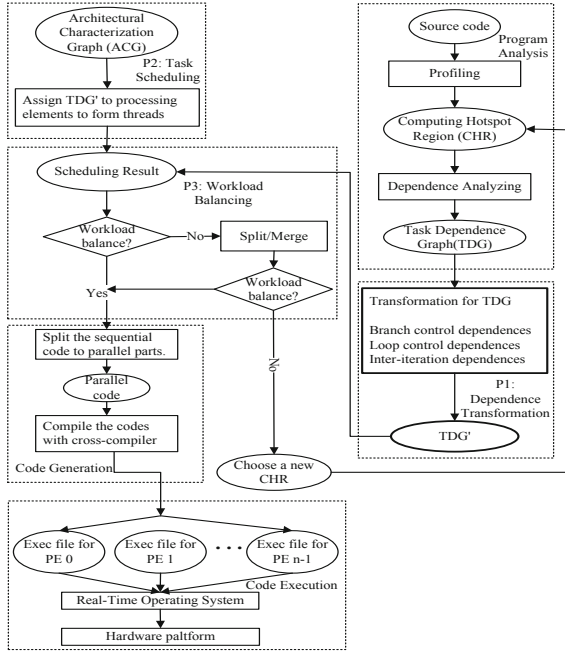 Architectural
Characterization
Graph (ACG)
P2: Task
Scheduling
Assign TDG' to processing
elements to form threads
Scheduling Result
P3: Workload
Balancing
Workload
balance?
No
Split/Merge
Workload
balance?
Yes
No
Split the sequential
code to parallel parts.
Parallel
code
Compile the codes
with cross-compiler
Code Generation
Choose a new
CHR
Source code
Program
Analysis
Profiling
Computing Hotspot
Region (CHR)
Dependence Analyzing
Task Dependence
Graph(TDG)
Transformation for TDG
Branch control dependences
Loop control dependences
Inter-iteration dependences
P1:
Dependence
Transformation
TDG'
Exec file for
PE 0
Exec file for
PE 1
• • •
Exec file for
PE n-1
Code Execution
Real-Time Operating System
Hardware paltform